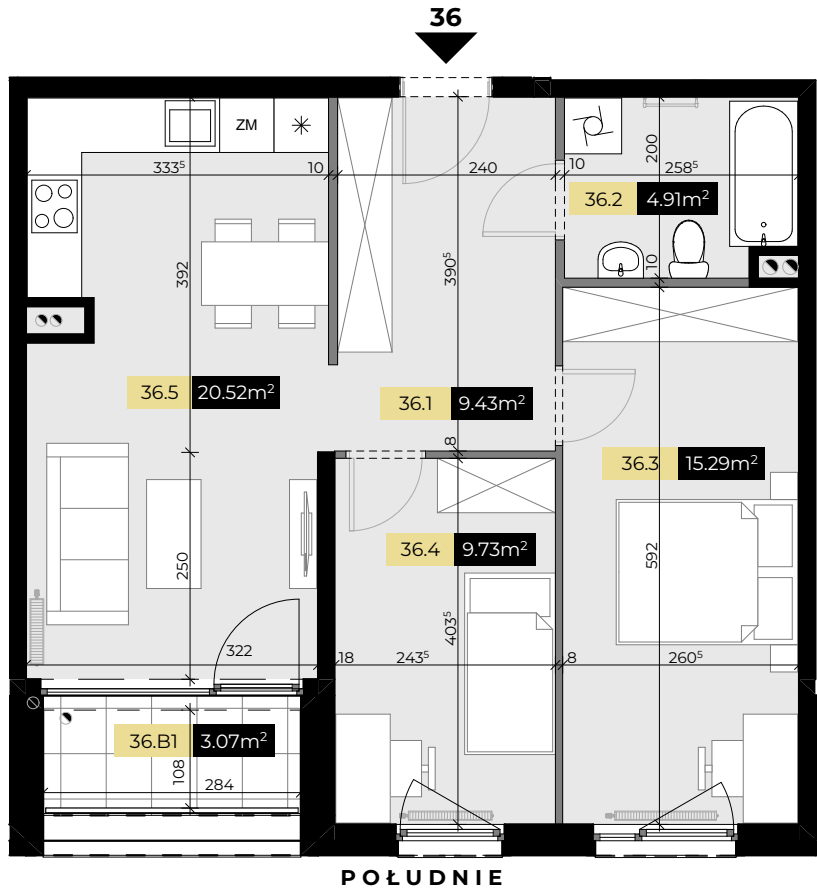 36
ZM
333⁵
10
240
10
200
258⁵
36.2 4.91m²
392
390⁵
10
36.5 20.52m²
36.1 9.43m²
8
36.3 15.29m²
36.4 9.73m²
250
592
403⁵
322
18
243⁵
8
260⁵
36.B1 3.07m²
108
284
POŁUDNIE